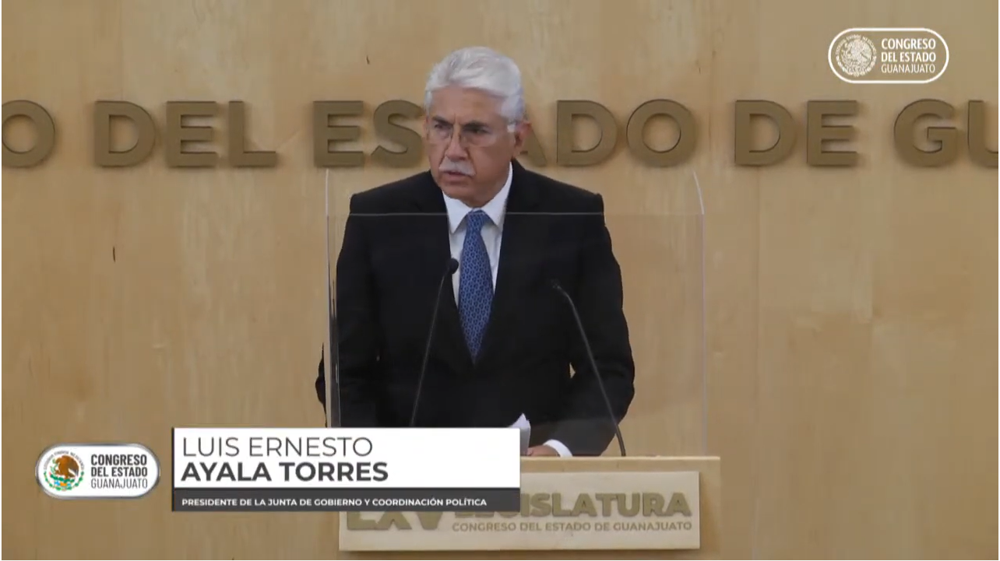 CONGRESO
DEL ESTADO
GUANAJUATO
O DEL ESTADO DE GU
LUIS ERNESTO
AYALA TORRES
PRESIDENTE DE LA JUNTA DE GOBIERNO Y COORDINACIÓN POLÍTICA
CONGRESO
DEL ESTADO
GUANAJUATO
LXV LEGISLATURA
CONGRESO DEL ESTADO DE GUANAJUATO